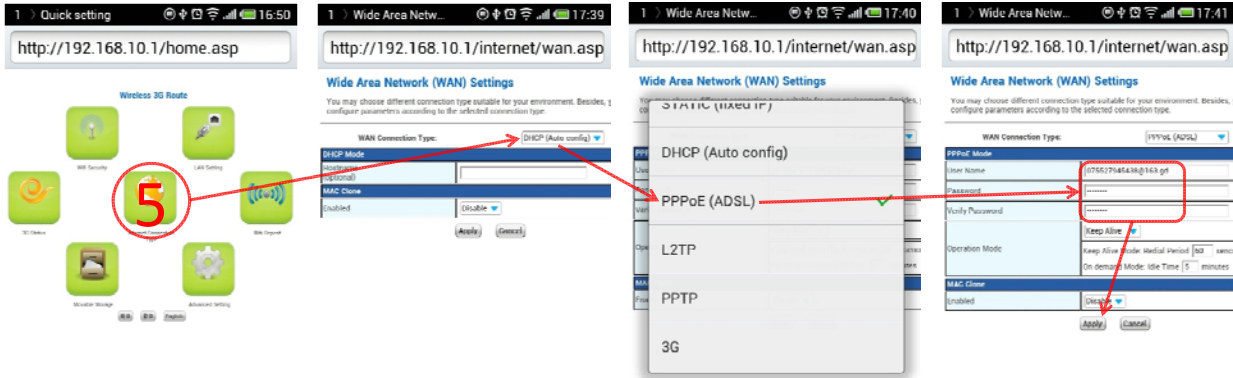 1 > Quick setting 16:50
http://192.168.10.1/home.asp
Wireless 3G Route
Wifi Security
LAN Setting
5
3G Status
Internet Connection
Movable Storage
Advanced Setting
English
1 > Wide Area Netw... 17:39
http://192.168.10.1/internet/wan.asp
Wide Area Network (WAN) Settings
You may choose different connection type suitable for your environment. Besides,
configure parameters according to the selected connection type.
WAN Connection Type: DHCP (Auto config)
DHCP Mode
Hostname
(optional)
MAC Clone
Enabled Disable
Apply Cancel
1 > Wide Area Netw... 17:40
http://192.168.10.1/internet/wan.asp
Wide Area Network (WAN) Settings
STATIC (fixed IP)
DHCP (Auto config)
PPPoE (ADSL)
L2TP
PPTP
3G
1 > Wide Area Netw... 17:41
http://192.168.10.1/internet/wan.asp
Wide Area Network (WAN) Settings
You may choose different connection type suitable for your environment. Besides,
configure parameters according to the selected connection type.
WAN Connection Type: PPPoE (ADSL)
PPPoE Mode
User Name 075527945438@163.gd
Password ••••••••
Verify Password ••••••••
Keep Alive
Operation Mode
Keep Alive Mode: Redial Period 60
On demand Mode: Idle Time 5 minutes
MAC Clone
Enabled Disable
Apply Cancel